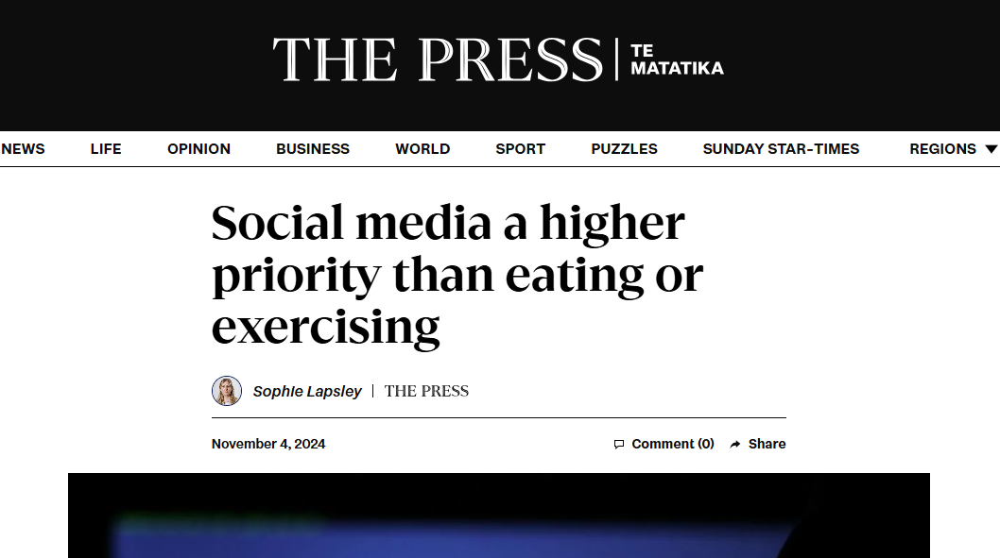 THE PRESS
TE
MATATIKA
NEWS LIFE OPINION BUSINESS WORLD SPORT PUZZLES SUNDAY STAR-TIMES REGIONS
Social media a higher
priority than eating or
exercising
Sophie Lapsley | THE PRESS
November 4, 2024 Comment (0) Share